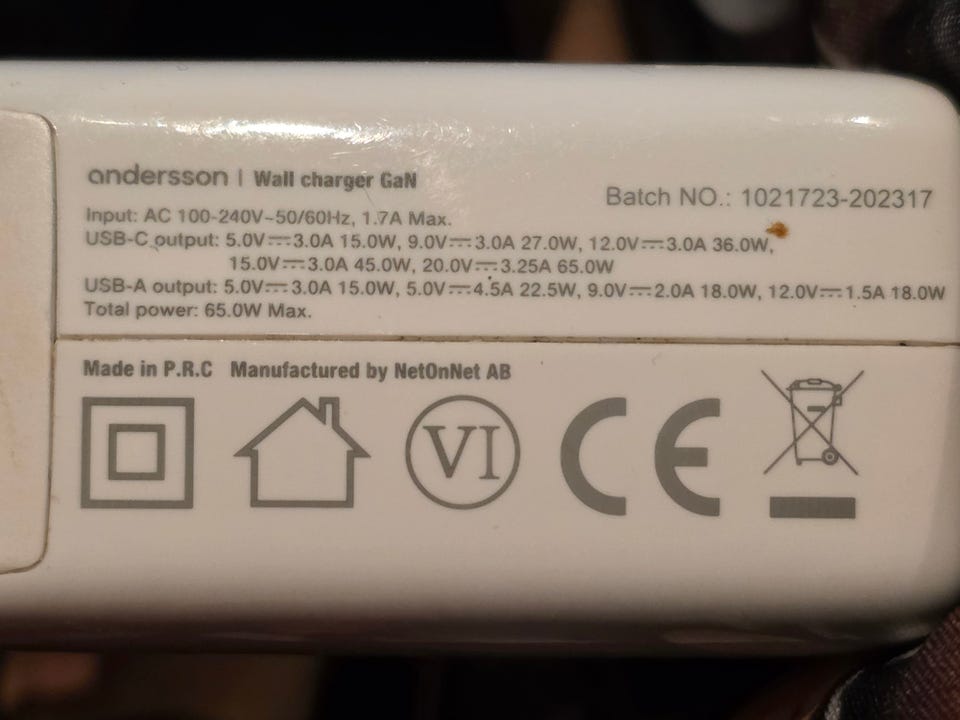 andersson | Wall charger GaN
Batch NO.: 1021723-202317
Input: AC 100-240V~50/60Hz, 1.7A Max.
USB-C output: 5.0V⎓3.0A 15.0W, 9.0V⎓3.0A 27.0W, 12.0V⎓3.0A 36.0W,
15.0V⎓3.0A 45.0W, 20.0V⎓3.25A 65.0W
USB-A output: 5.0V⎓3.0A 15.0W, 5.0V⎓4.5A 22.5W, 9.0V⎓2.0A 18.0W, 12.0V⎓1.5A 18.0W
Total power: 65.0W Max.
Made in P.R.C Manufactured by NetOnNet AB
VI CE